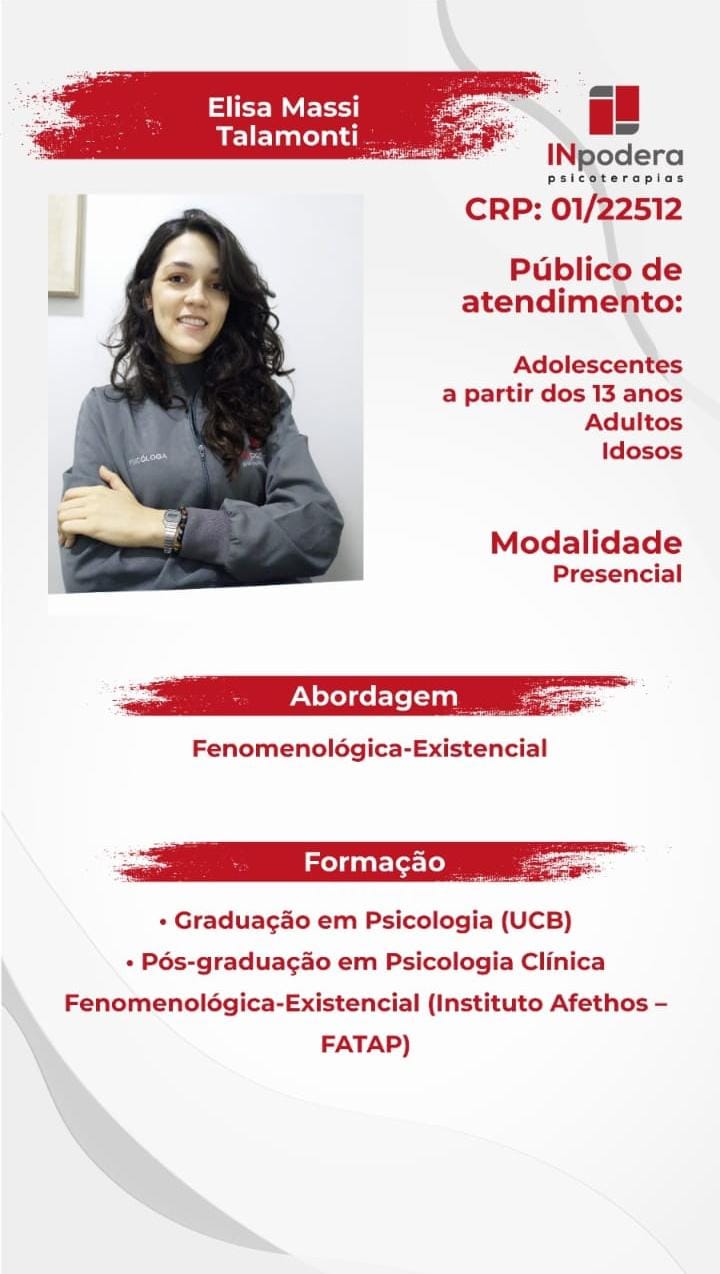 Elisa Massi
Talamonti
INpodera
psicoterapias
CRP: 01/22512
Público de
atendimento:
Adolescentes
a partir dos 13 anos
Adultos
Idosos
Modalidade
Presencial
PSICÓLOGA
Abordagem
Fenomenológica-Existencial
Formação
• Graduação em Psicologia (UCB)
• Pós-graduação em Psicologia Clínica
Fenomenológica-Existencial (Instituto Afethos –
FATAP)